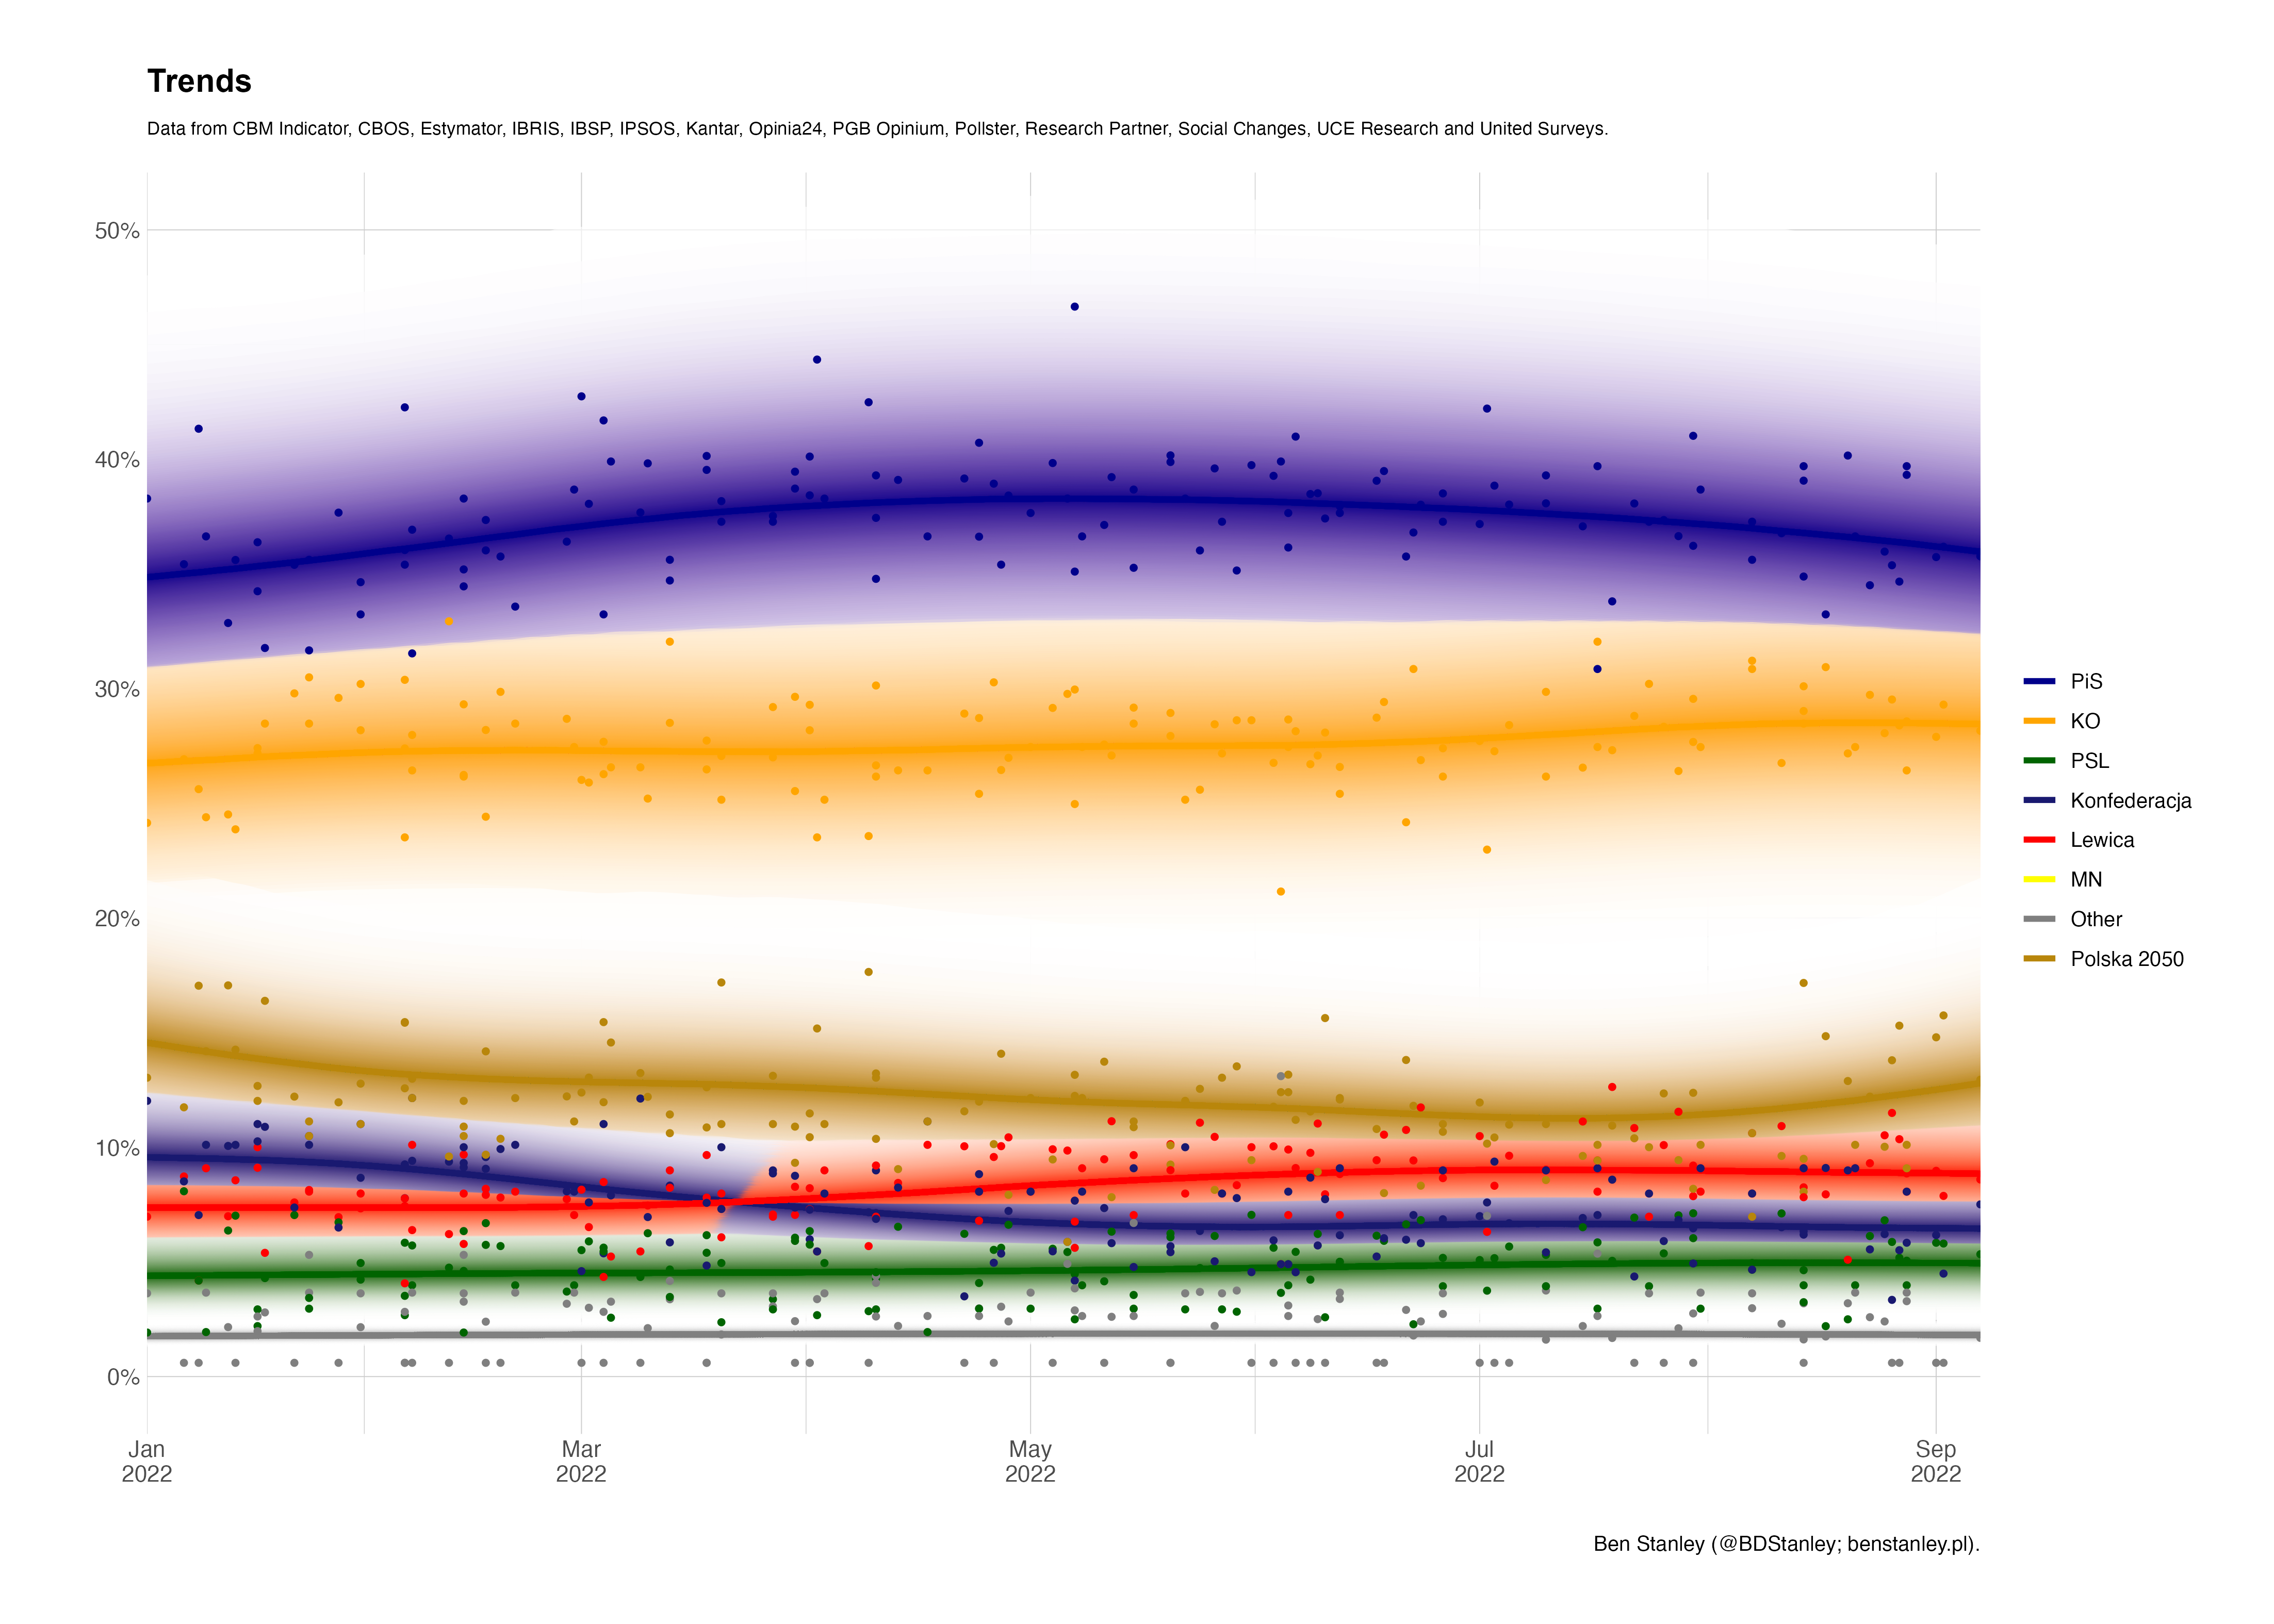 Trends
Data from CBM Indicator, CBOS, Estymator, IBRIS, IBSP, IPSOS, Kantar, Opinia24, PGB Opinium, Pollster, Research Partner, Social Changes, UCE Research and United Surveys.
50%
40%
30%
20%
10%
0%
Jan
2022
Mar
2022
May
2022
Jul
2022
Sep
2022
PiS
KO
PSL
Konfederacja
Lewica
MN
Other
Polska 2050
Ben Stanley (@BDStanley; benstanley.pl).